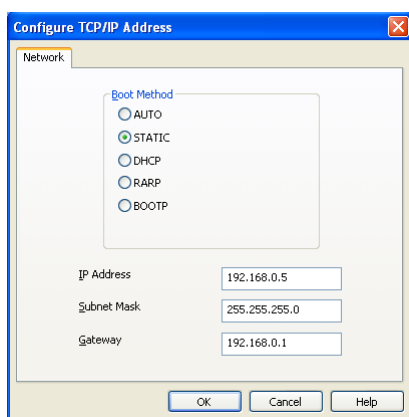 Configure TCP/IP Address
Network
Boot Method
AUTO
STATIC
DHCP
RARP
BOOTP
IP Address 192.168.0.5
Subnet Mask 255.255.255.0
Gateway 192.168.0.1
OK Cancel Help